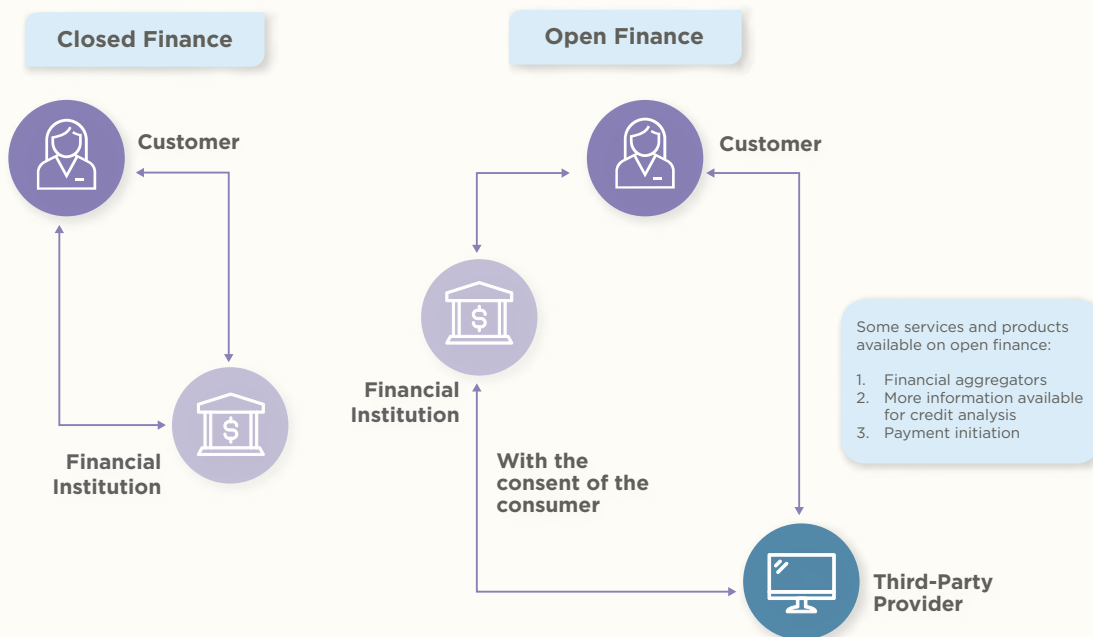 Closed Finance
Customer
$
Financial
Institution
Open Finance
Customer
$
Financial
Institution
With the
consent of the
consumer
Third-Party
Provider
Some services and products
available on open finance:
1. Financial aggregators
2. More information available
for credit analysis
3. Payment initiation